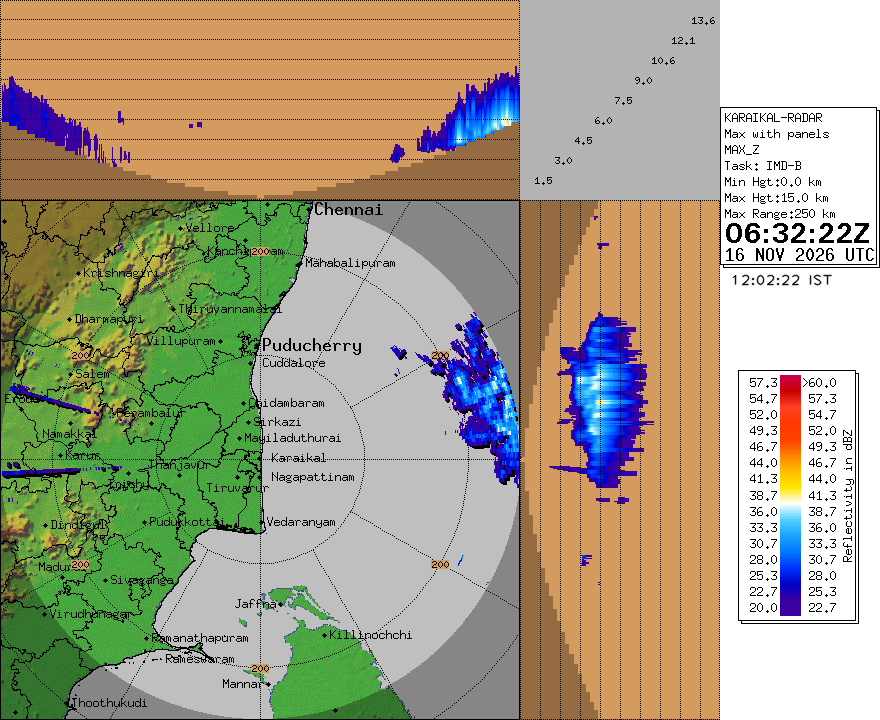 13.6
12.1
10.6
9.0
7.5
6.0
4.5
3.0
1.5
KARAIKAL-RADAR
Max with panels
MAX_Z
Task: IMD-B
Min Hgt:0.0 km
Max Hgt:15.0 km
Max Range:250 km
06:32:22Z
16 NOV 2026 UTC
12:02:22 IST
Chennai
Vellore
200
Mahabalipuram
Krishnagiri
Thiruvannamalai
Dharmapuri
Villupuram
Puducherry
200
200
Cuddalore
Salem
Chidambaram
Perambalur
Sirkazi
Namakkal
Mayiladuthurai
Karur
Karaikal
Thanjavur
Nagapattinam
Tiruvarur
Dindigul
Pudukkottai
Vedaranyam
200
200
Sivaganga
Jaffna
Virudhunagar
Ramanathapuram
Killinochchi
Rameswaram
200
Mannar
Thoothukudi
57.3 >60.0
54.7 57.3
52.0 54.7
49.3 52.0
46.7 49.3
44.0 46.7
41.3 44.0
38.7 41.3
36.0 38.7
33.3 36.0
30.7 33.3
28.0 30.7
25.3 28.0
22.7 25.3
20.0 22.7
Reflectivity in dBZ